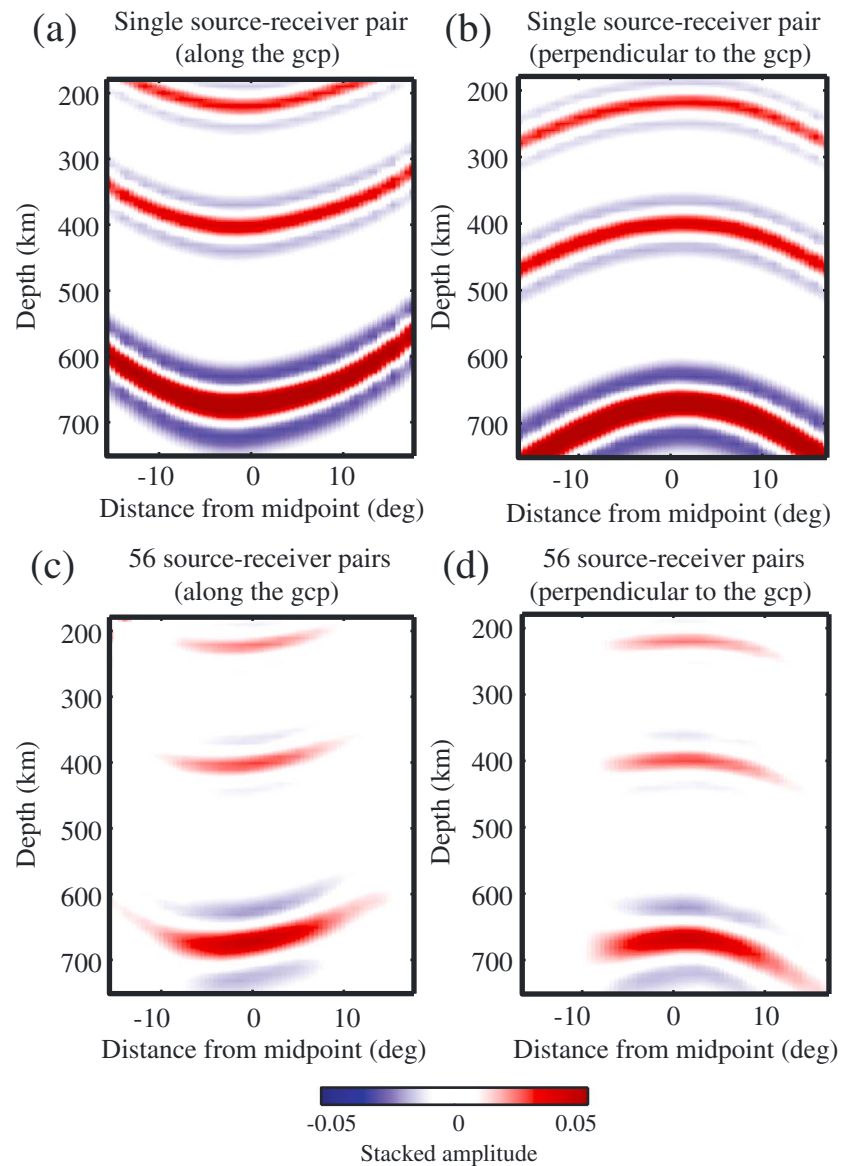 (a) Single source-receiver pair
(along the gcp)
200
300
400
500
600
700
Depth (km)
-10 0 10
Distance from midpoint (deg)
(b) Single source-receiver pair
(perpendicular to the gcp)
200
300
400
500
600
700
Depth (km)
-10 0 10
Distance from midpoint (deg)
(c) 56 source-receiver pairs
(along the gcp)
200
300
400
500
600
700
Depth (km)
-10 0 10
Distance from midpoint (deg)
(d) 56 source-receiver pairs
(perpendicular to the gcp)
200
300
400
500
600
700
Depth (km)
-10 0 10
Distance from midpoint (deg)
-0.05 0 0.05
Stacked amplitude